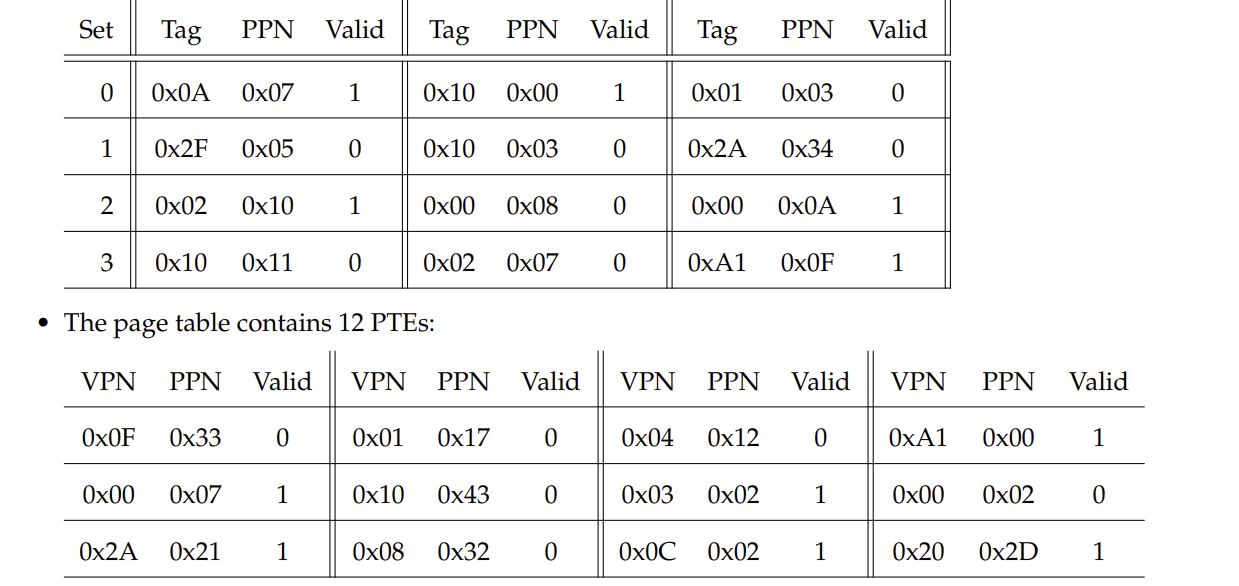 Set Tag PPN Valid Tag PPN Valid Tag PPN Valid
0 0x0A 0x07 1 0x10 0x00 1 0x01 0x03 0
1 0x2F 0x05 0 0x10 0x03 0 0x2A 0x34 0
2 0x02 0x10 1 0x00 0x08 0 0x00 0x0A 1
3 0x10 0x11 0 0x02 0x07 0 0xA1 0x0F 1
• The page table contains 12 PTEs:
VPN PPN Valid VPN PPN Valid VPN PPN Valid VPN PPN Valid
0x0F 0x33 0 0x01 0x17 0 0x04 0x12 0 0xA1 0x00 1
0x00 0x07 1 0x10 0x43 0 0x03 0x02 1 0x00 0x02 0
0x2A 0x21 1 0x08 0x32 0 0x0C 0x02 1 0x20 0x2D 1